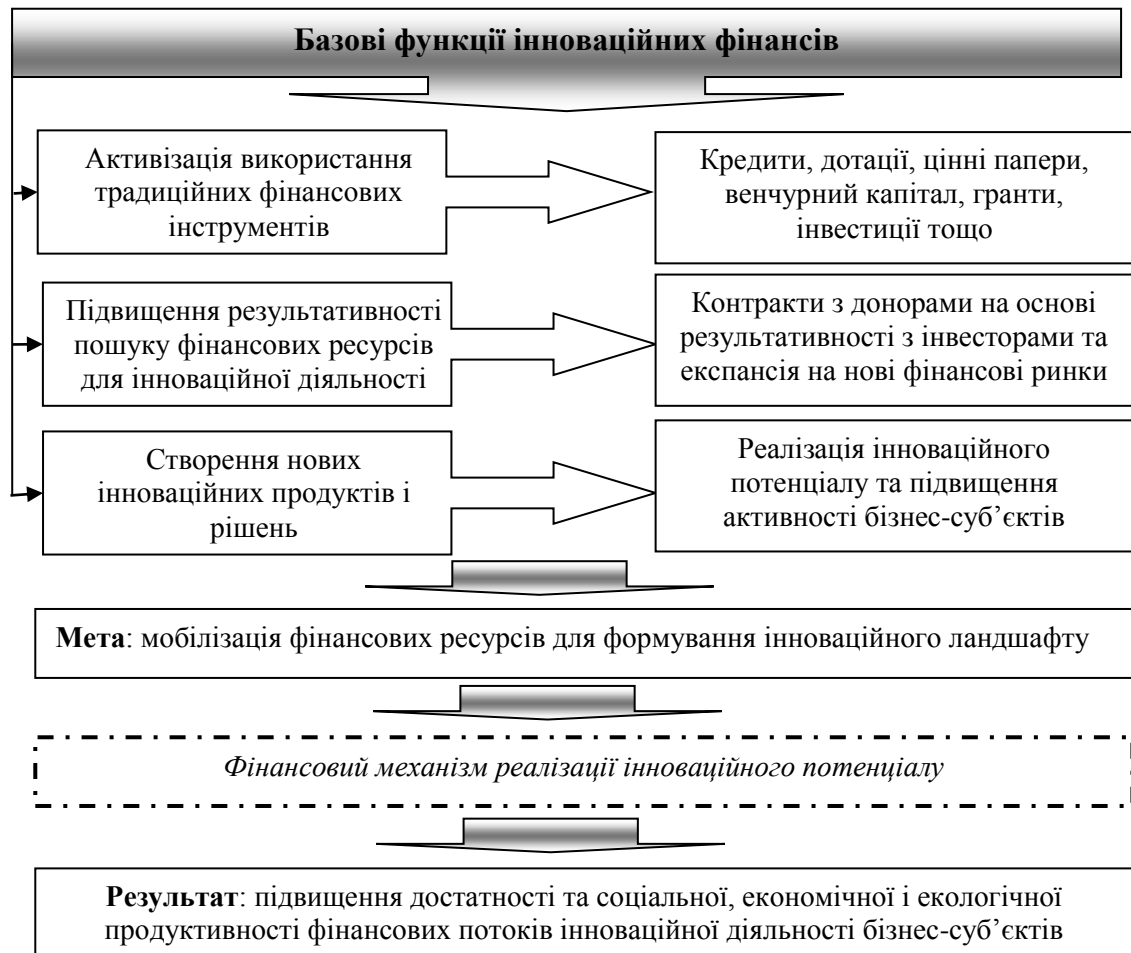 Базові функції інноваційних фінансів
Активізація використання
традиційних фінансових
інструментів
Кредити, дотації, цінні папери,
венчурний капітал, гранти,
інвестиції тощо
Підвищення результативності
пошуку фінансових ресурсів
для інноваційної діяльності
Контракти з донорами на основі
результативності з інвесторами та
експансія на нові фінансові ринки
Створення нових
інноваційних продуктів і
рішень
Реалізація інноваційного
потенціалу та підвищення
активності бізнес-суб’єктів
Мета: мобілізація фінансових ресурсів для формування інноваційного ландшафту
Фінансовий механізм реалізації інноваційного потенціалу
Результат: підвищення достатності та соціальної, економічної і екологічної
продуктивності фінансових потоків інноваційної діяльності бізнес-суб’єктів